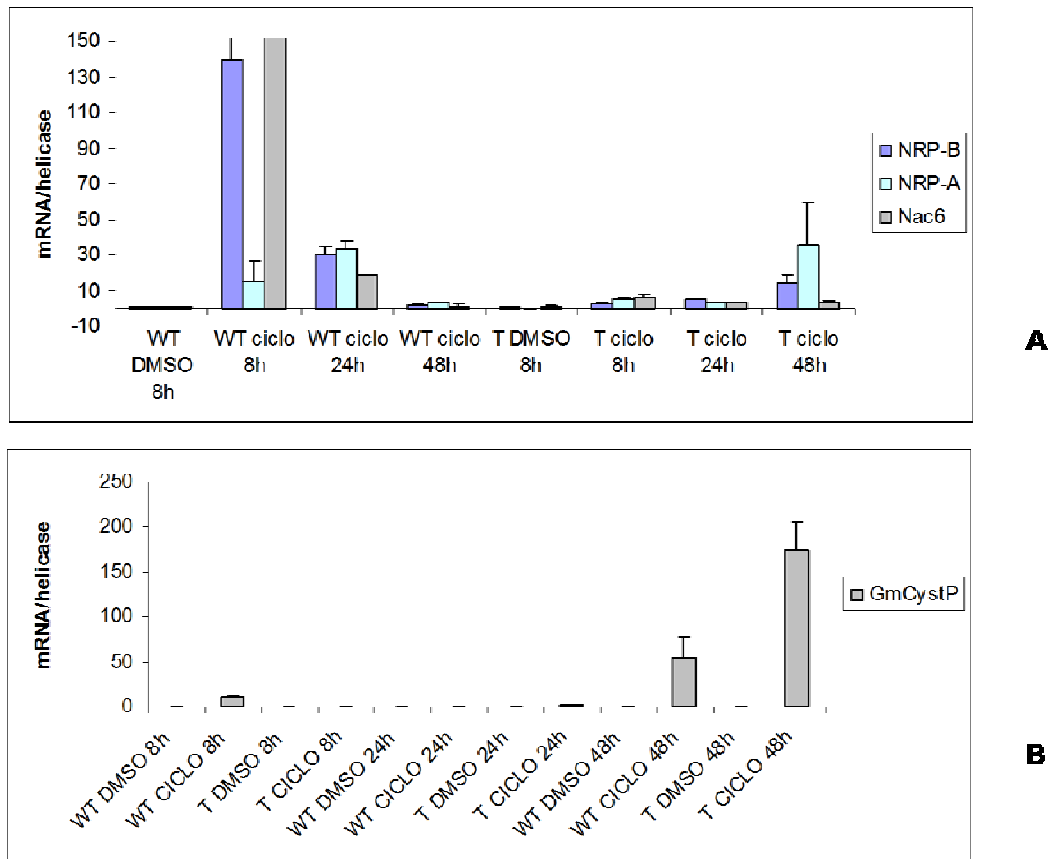 150
130
110
90
70
50
30
10
-10
mRNA/helicase
WT DMSO 8h
WT ciclo 8h
WT ciclo 24h
WT ciclo 48h
T DMSO 8h
T ciclo 8h
T ciclo 24h
T ciclo 48h
NRP-B
NRP-A
Nac6
A
250
200
150
100
50
0
mRNA/helicase
WT DMSO 8h
WT CICLO 8h
T DMSO 8h
T CICLO 8h
WT DMSO 24h
WT CICLO 24h
T DMSO 24h
T CICLO 24h
WT DMSO 48h
WT CICLO 48h
T DMSO 48h
T CICLO 48h
GmCystP
B